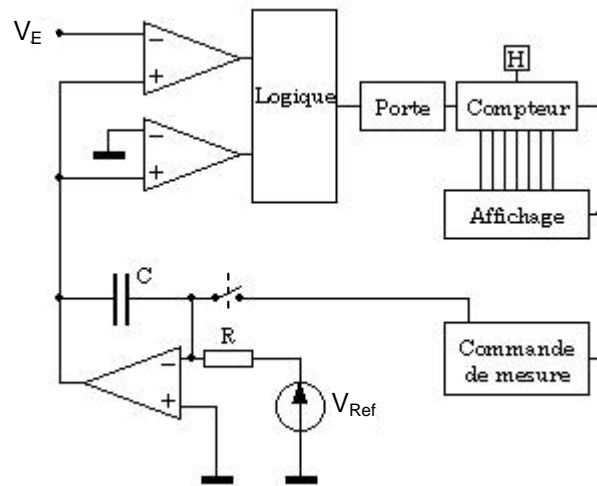 V_E
−
+
−
+
Logique
Porte
H
Compteur
Affichage
C
R
−
+
V_Ref
Commande
de mesure